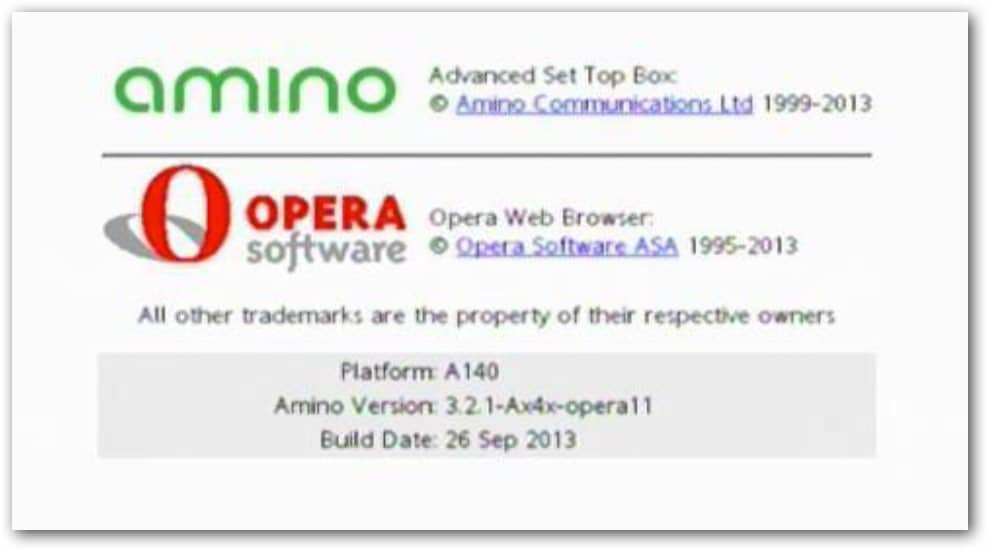 amino
Advanced Set Top Box:
© Amino Communications Ltd 1999-2013
OPERA
software
Opera Web Browser:
© Opera Software ASA 1995-2013
All other trademarks are the property of their respective owners
Platform: A140
Amino Version: 3.2.1-Ax4x-opera11
Build Date: 26 Sep 2013